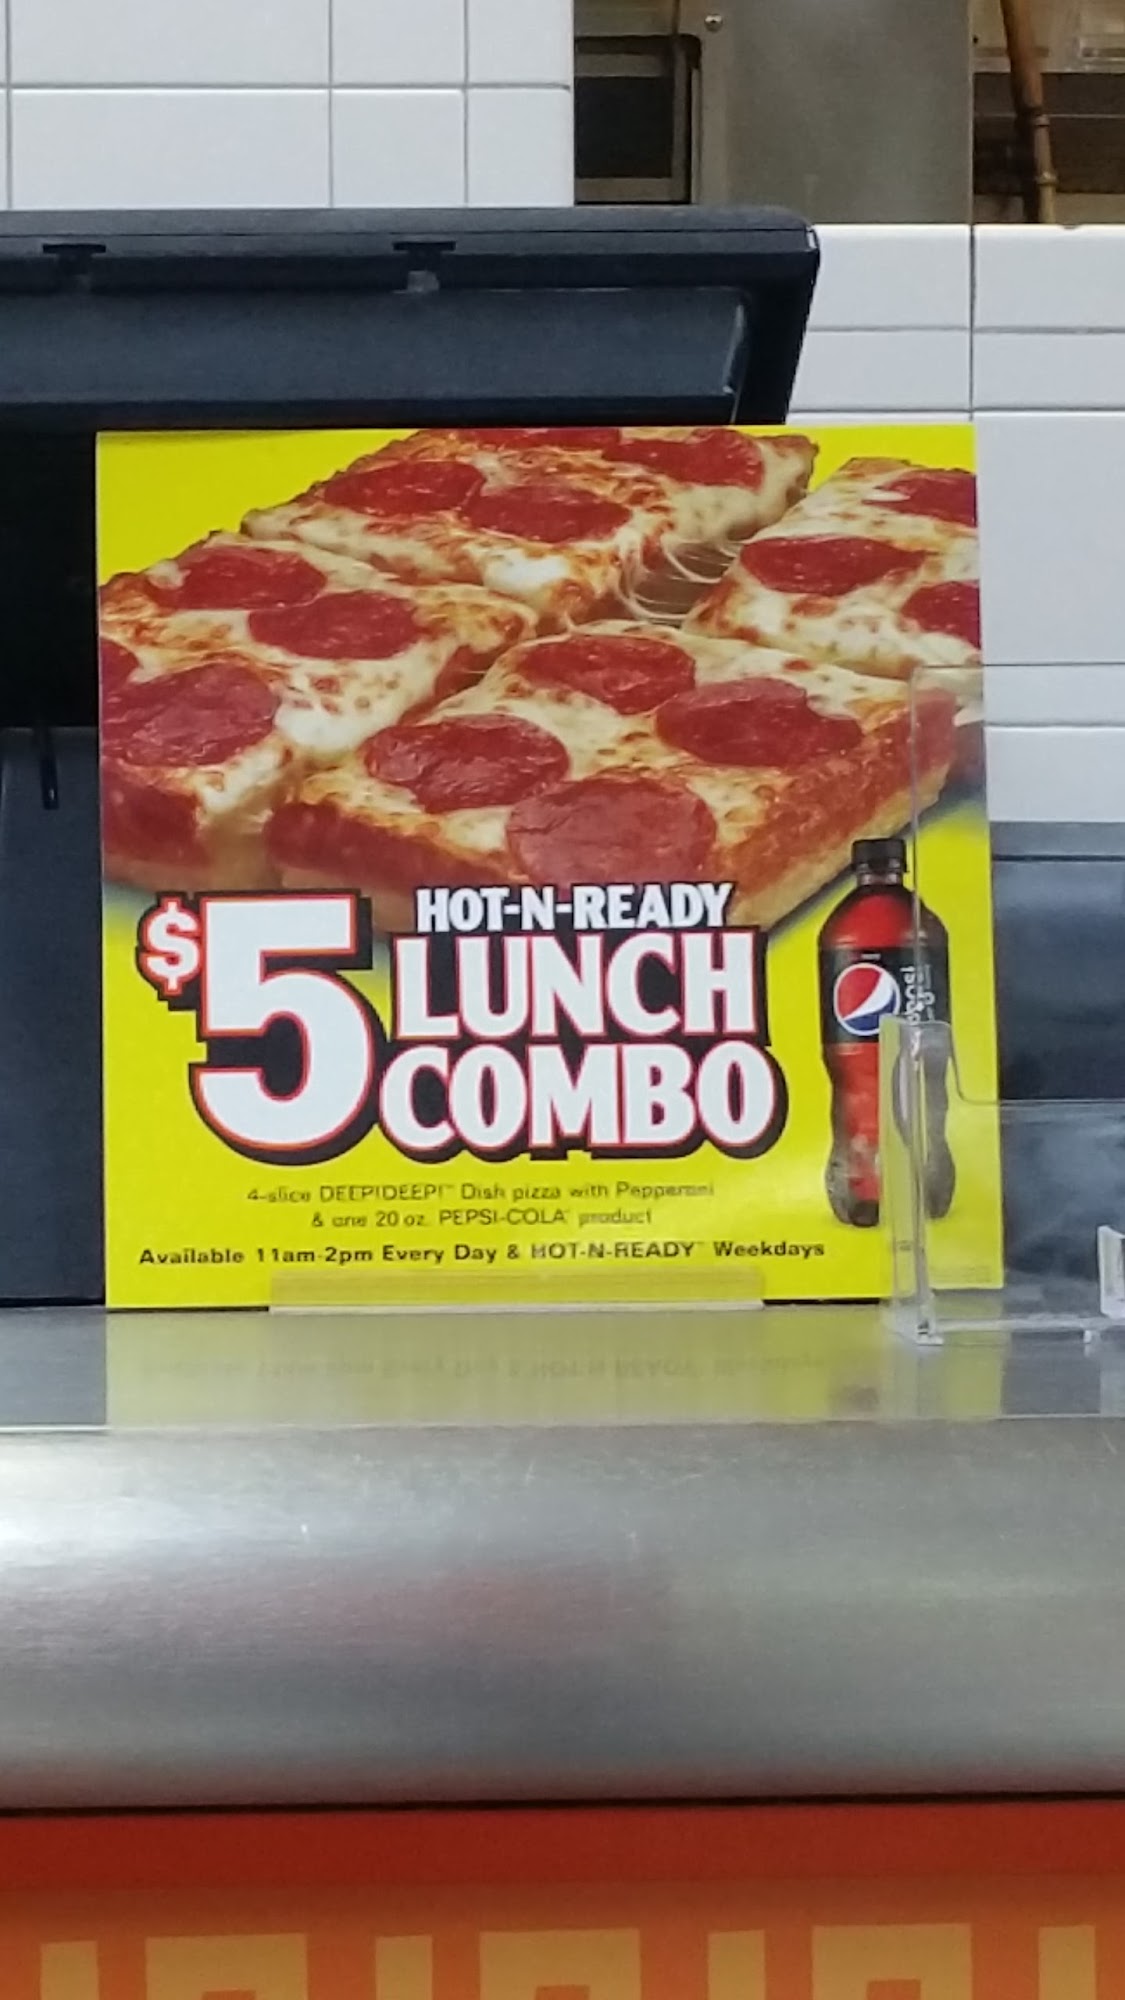 $5 HOT-N-READY
LUNCH
COMBO
pepsi
4-slice DEEP!DEEP!™ Dish pizza with Pepperoni
& one 20 oz. PEPSI-COLA® product
Available 11am-2pm Every Day & HOT-N-READY™ Weekdays